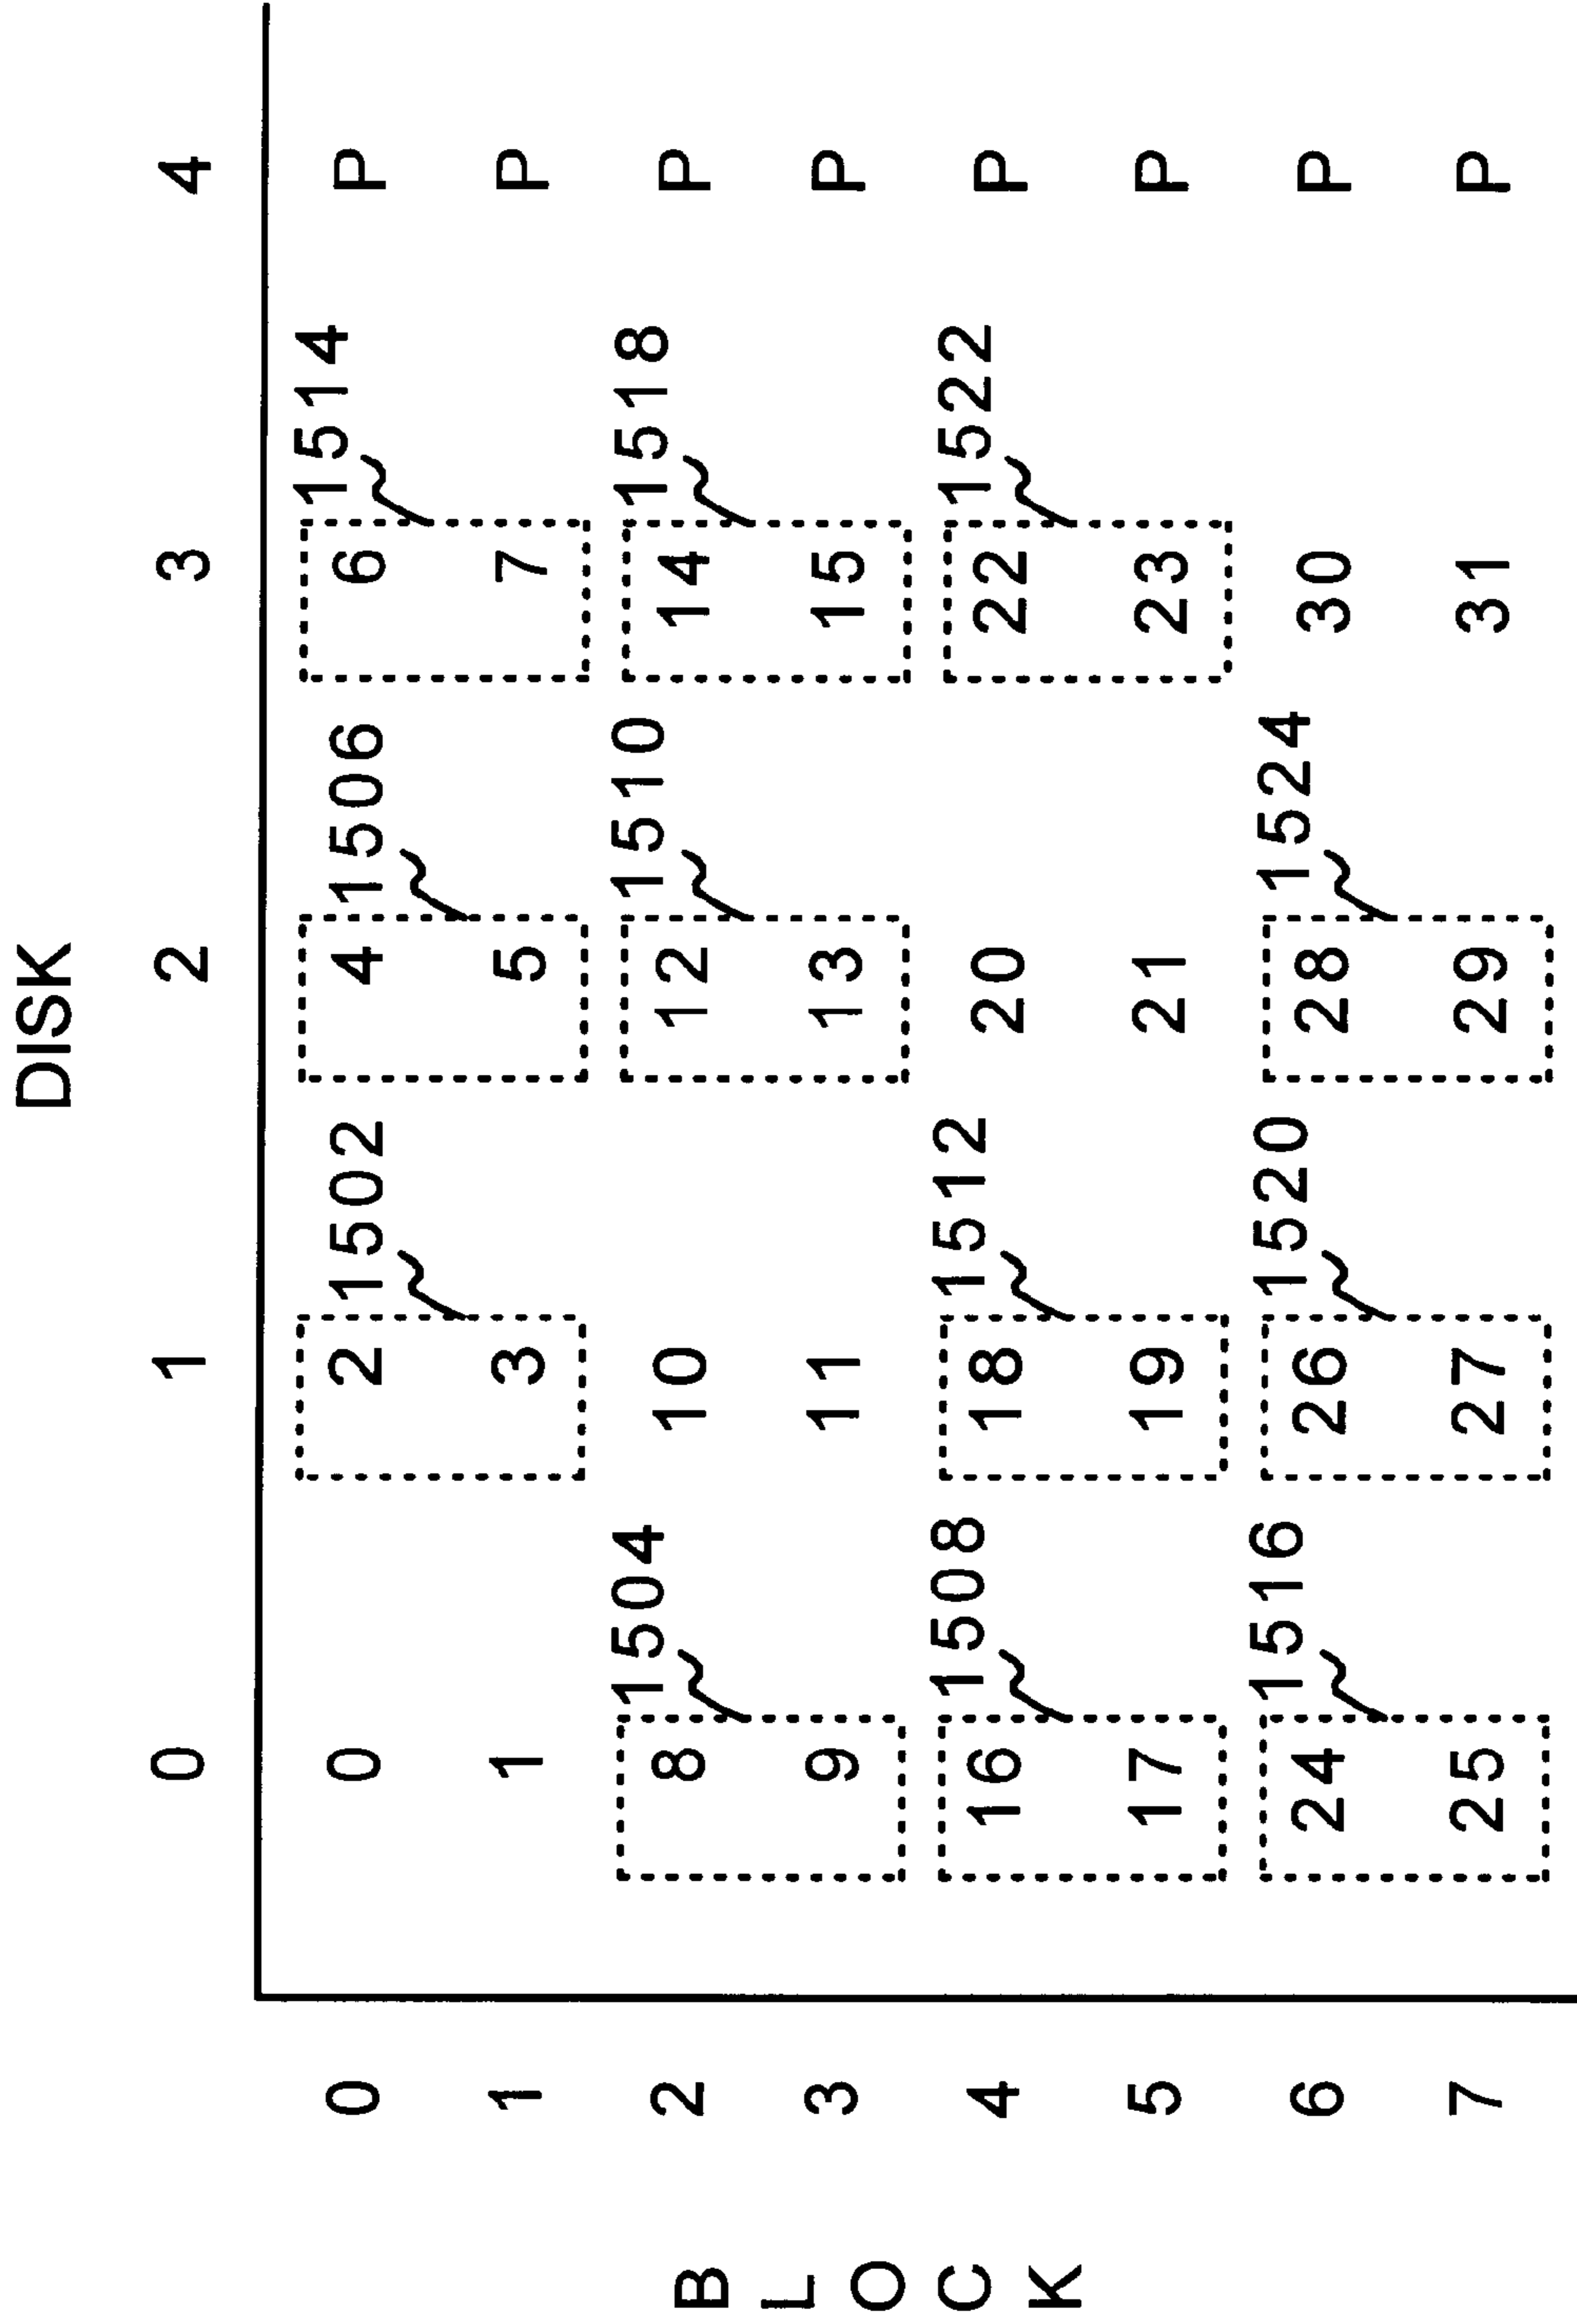 DISK
0 1 2 3 4
BLOCK
0 0 2 1502 4 1506 6 1514 P
1 1 3 5 7 P
2 8 1504 10 12 1510 14 1518 P
3 9 11 13 15 P
4 16 1508 18 1512 20 22 1522 P
5 17 19 21 23 P
6 24 1516 26 1520 28 1524 30 P
7 25 27 29 31 P